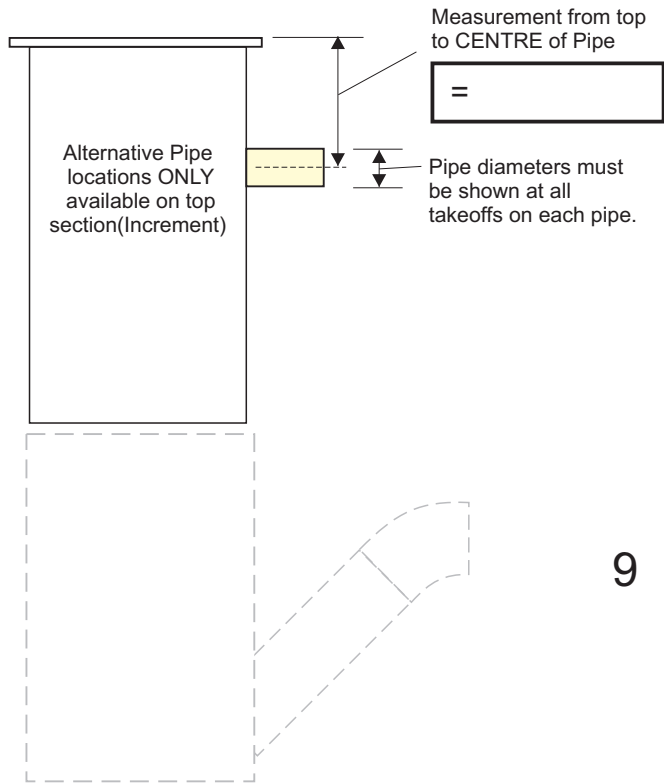 Measurement from top
to CENTRE of Pipe
=
Alternative Pipe
locations ONLY
available on top
section(Increment)
Pipe diameters must
be shown at all
takeoffs on each pipe.
9